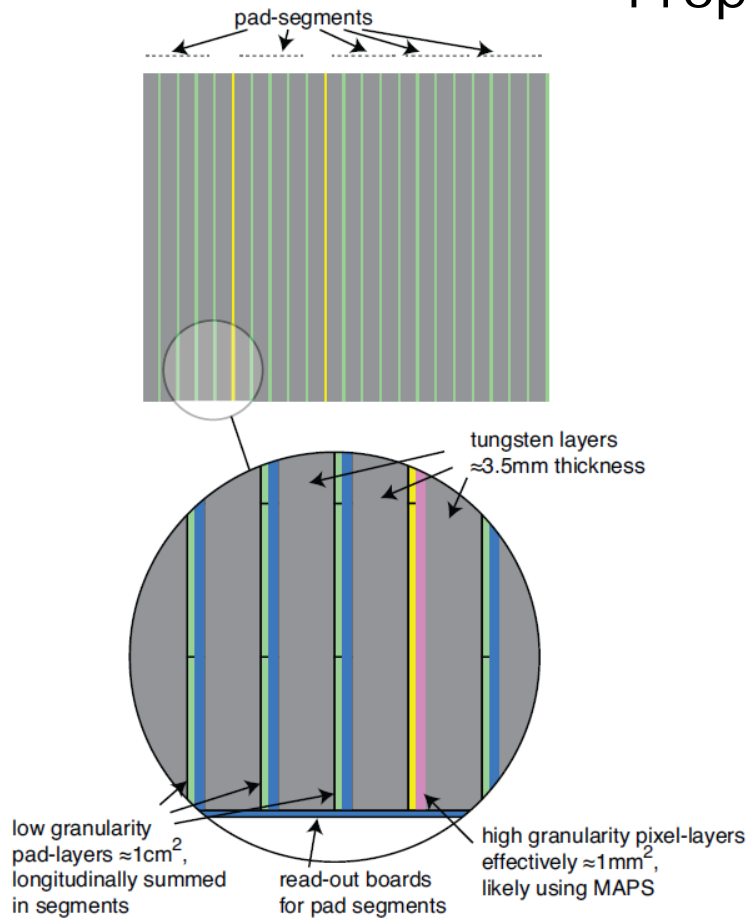 Prop
pad-segments
tungsten layers
≈3.5mm thickness
low granularity
pad-layers ≈1cm²,
longitudinally summed
in segments
read-out boards
for pad segments
high granularity pixel-layers
effectively ≈1mm²,
likely using MAPS